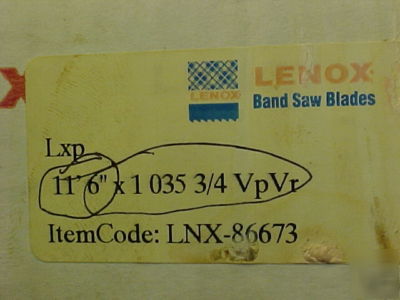 LENOX
LENOX
Band Saw Blades
Lxp
11' 6" x 1 035 3/4 VpVr
ItemCode: LNX-86673